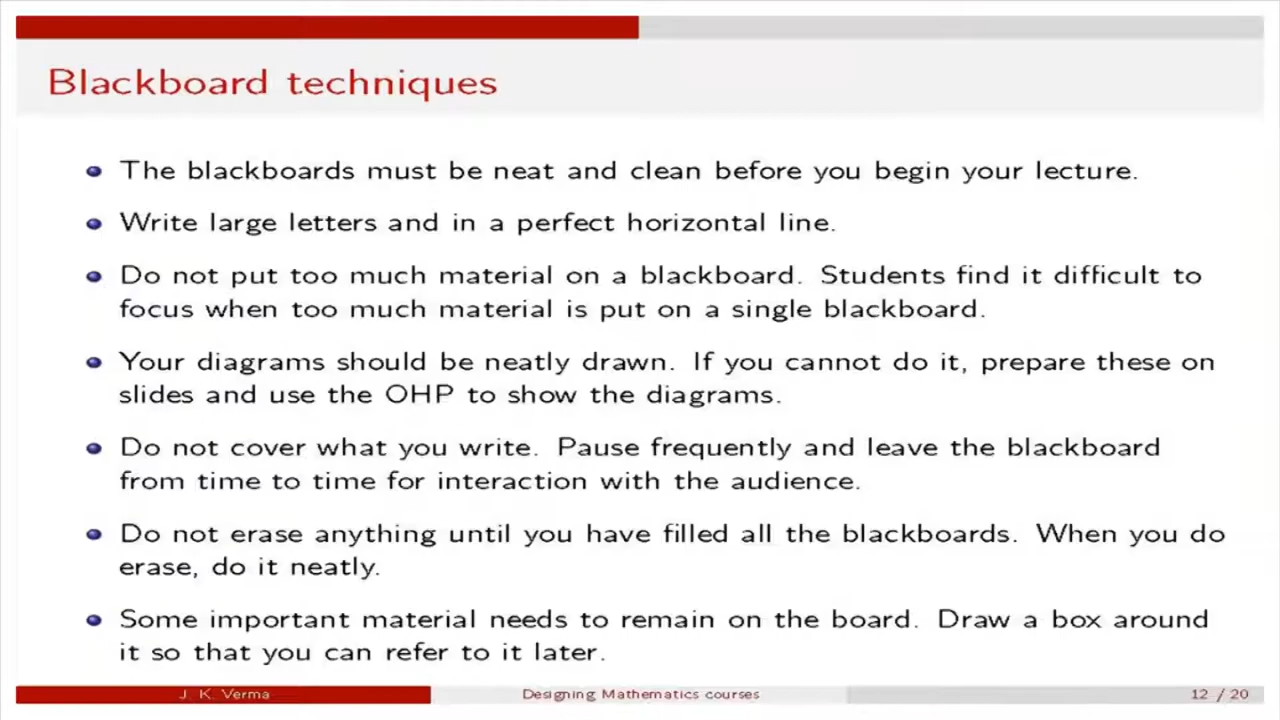 Blackboard techniques
The blackboards must be neat and clean before you begin your lecture.
Write large letters and in a perfect horizontal line.
Do not put too much material on a blackboard. Students find it difficult to
focus when too much material is put on a single blackboard.
Your diagrams should be neatly drawn. If you cannot do it, prepare these on
slides and use the OHP to show the diagrams.
Do not cover what you write. Pause frequently and leave the blackboard
from time to time for interaction with the audience.
Do not erase anything until you have filled all the blackboards. When you do
erase, do it neatly.
Some important material needs to remain on the board. Draw a box around
it so that you can refer to it later.
J. K. Verma Designing Mathematics courses 12 / 20